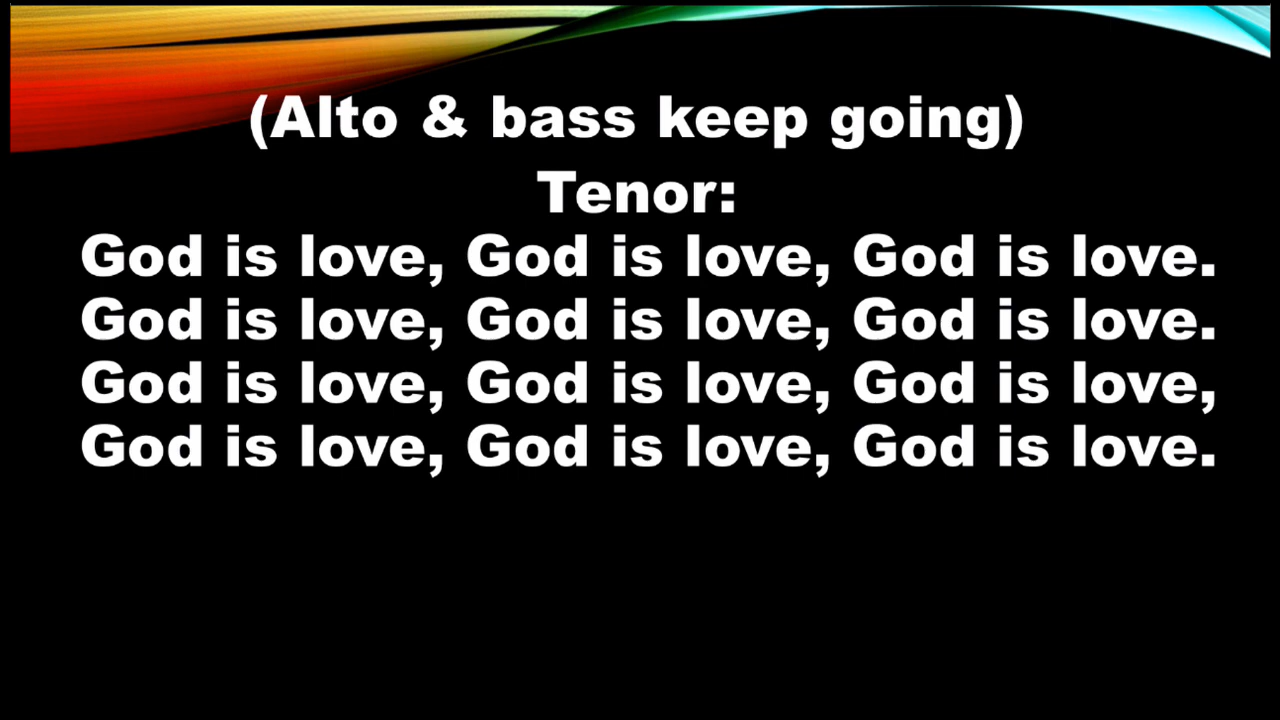 (Alto & bass keep going)
Tenor:
God is love, God is love, God is love.
God is love, God is love, God is love.
God is love, God is love, God is love,
God is love, God is love, God is love.